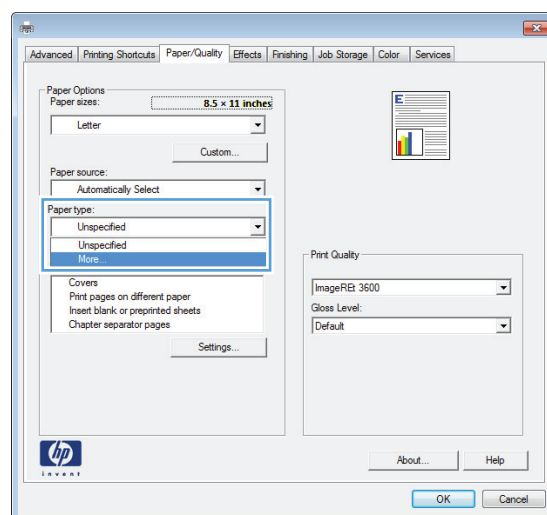 Advanced Printing Shortcuts Paper/Quality Effects Finishing Job Storage Color Services
Paper Options
Paper sizes: 8.5 × 11 inches
Letter
Custom...
Paper source:
Automatically Select
Paper type:
Unspecified
Unspecified
More...
Covers
Print pages on different paper
Insert blank or preprinted sheets
Chapter separator pages
Settings...
E
Print Quality
ImageREt 3600
Gloss Level:
Default
hp
invent
About... Help
OK Cancel